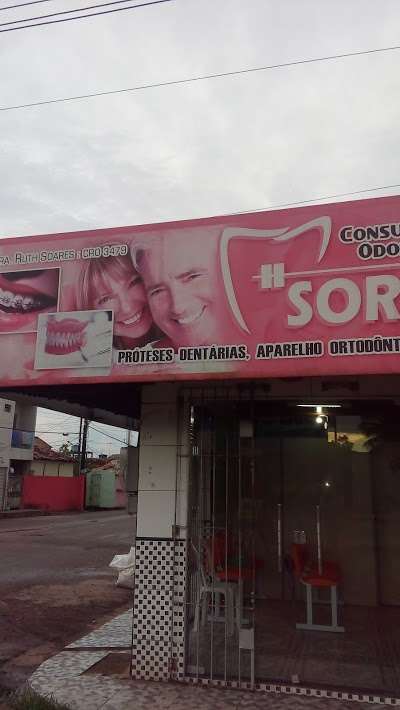 RA. RUTH SOARES : CRO 3479
CONSU
ODO
+H SOR
PRÓTESES DENTÁRIAS, APARELHO ORTODÔNT